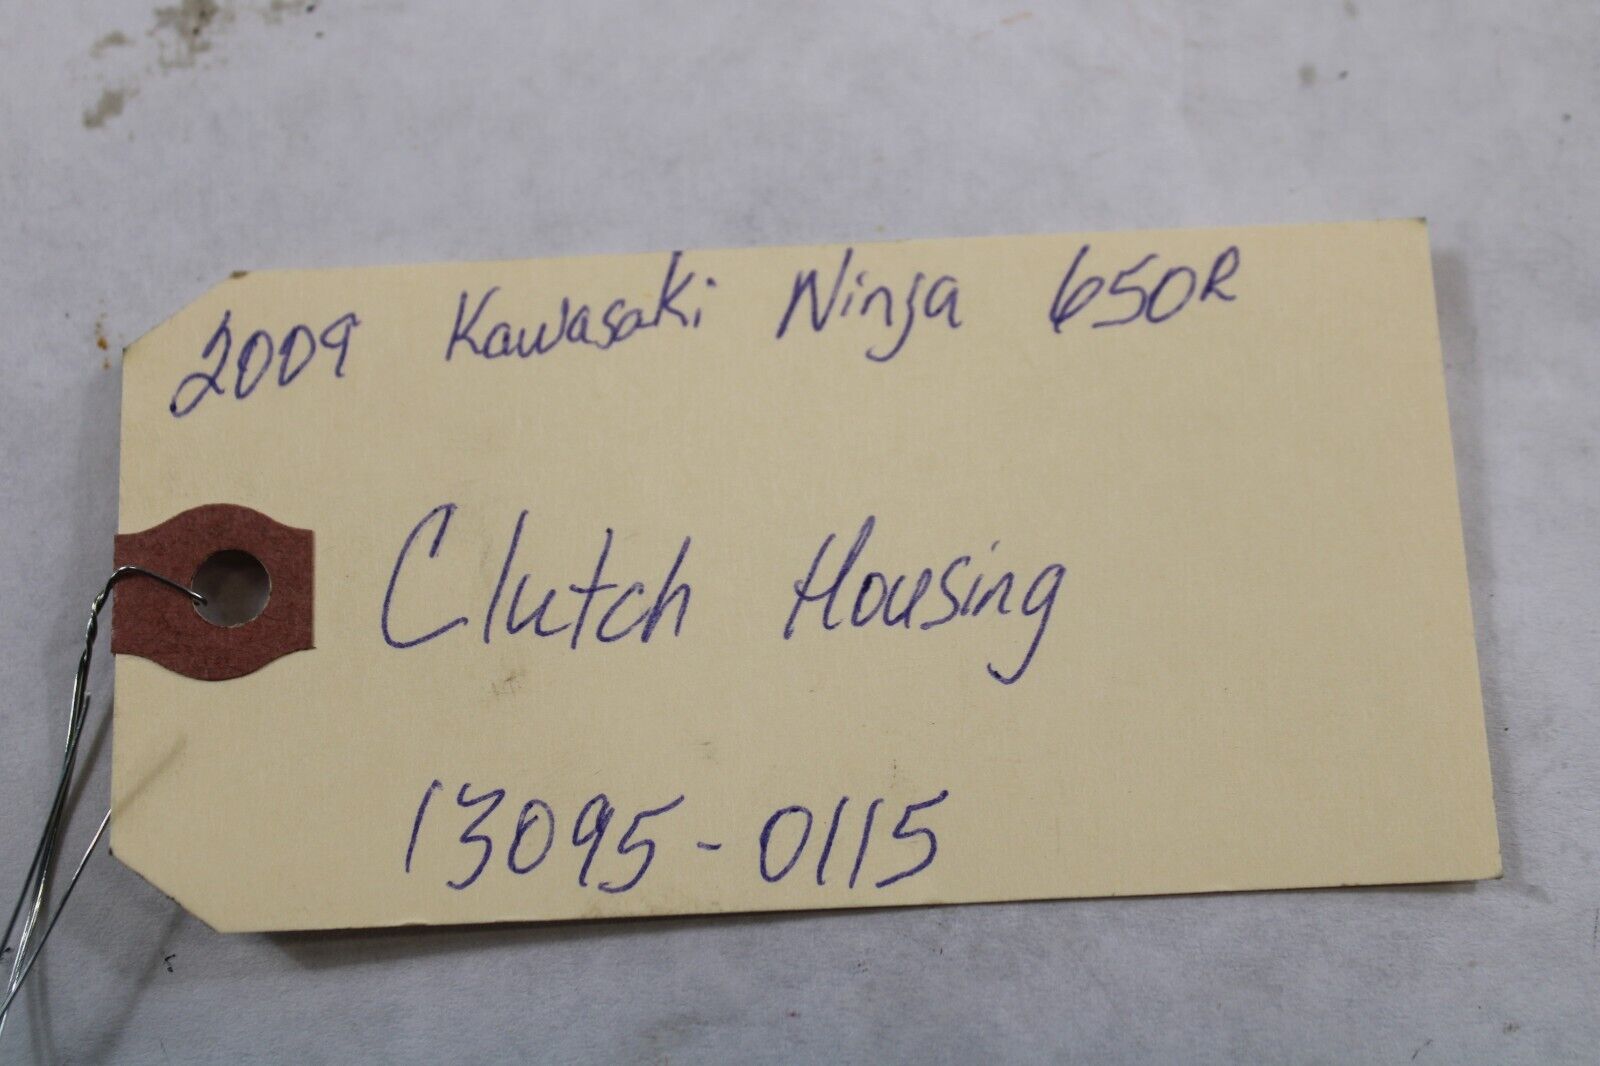 2009 Kawasaki Ninja 650R
Clutch Housing
13095-0115